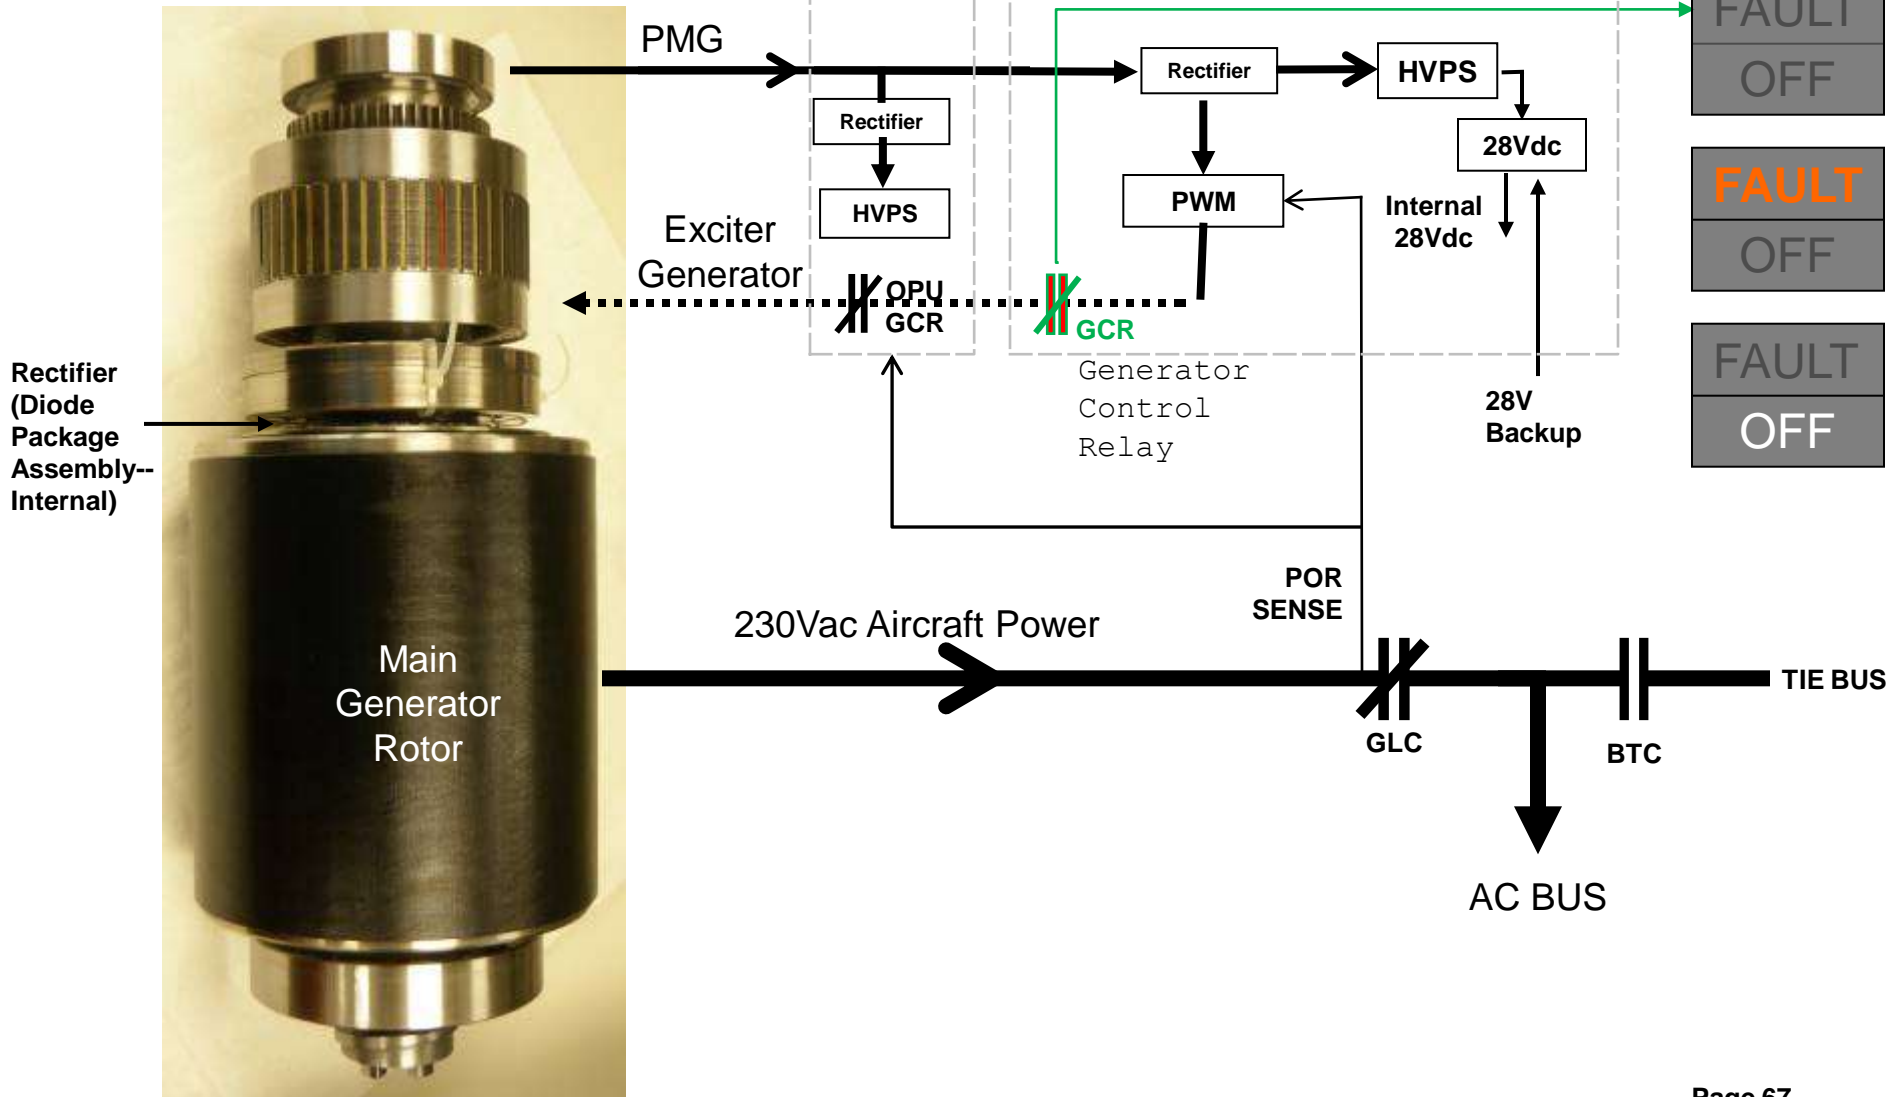 FAULT
OFF
PMG
Rectifier
HVPS
Rectifier
28Vdc
FAULT
OFF
HVPS
PWM
Internal
28Vdc
Exciter
Generator
OPU
GCR
GCR
Generator
Control
Relay
28V
Backup
FAULT
OFF
Rectifier
(Diode
Package
Assembly--
Internal)
POR
SENSE
230Vac Aircraft Power
Main
Generator
Rotor
GLC
BTC
TIE BUS
AC BUS
Page 67